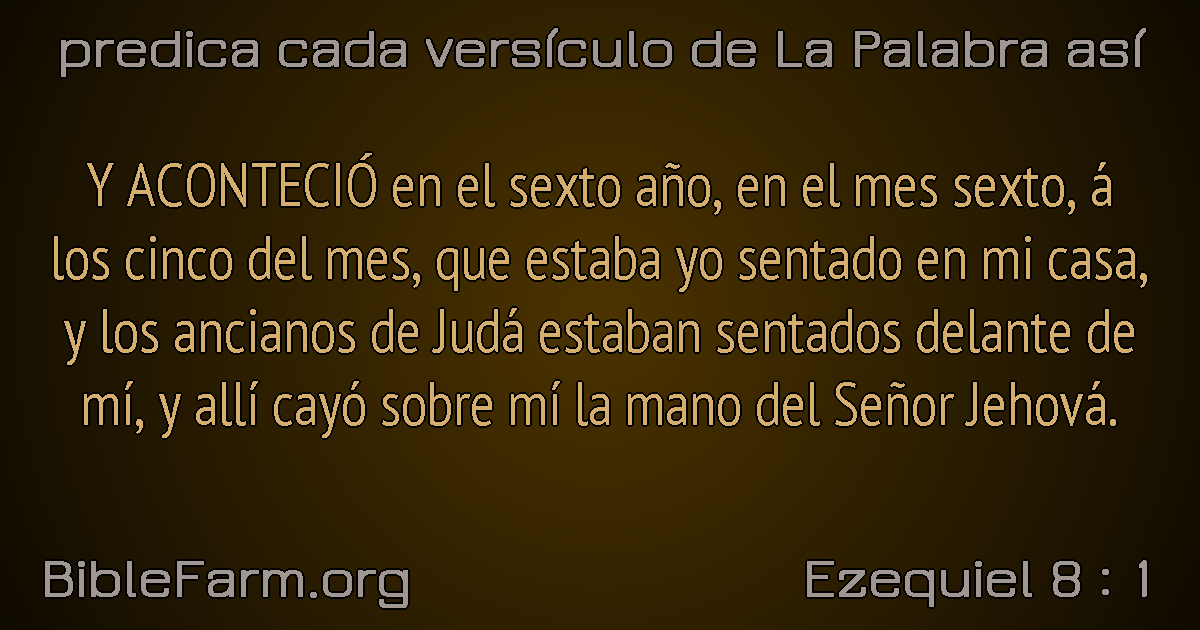 predica cada versículo de La Palabra así
Y ACONTECIÓ en el sexto año, en el mes sexto, á
los cinco del mes, que estaba yo sentado en mi casa,
y los ancianos de Judá estaban sentados delante de
mí, y allí cayó sobre mí la mano del Señor Jehová.
BibleFarm.org
Ezequiel 8 : 1